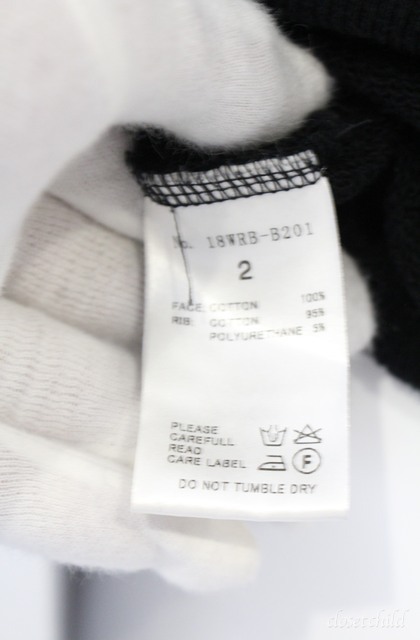 No. 18WRB-B201
2
FACE: COTTON 100%
RIB: COTTON 95%
POLYURETHANE 5%
PLEASE
CAREFULL
READ
CARE LABEL
F
DO NOT TUMBLE DRY
closetchild